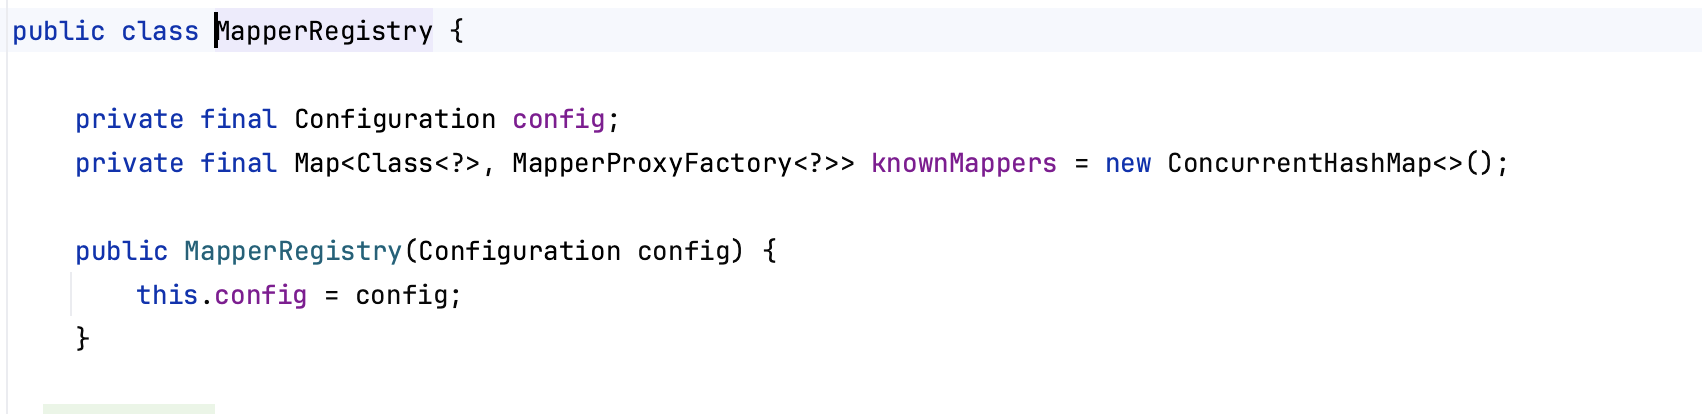 public class MapperRegistry {
private final Configuration config;
private final Map<Class<?>, MapperProxyFactory<?>> knownMappers = new ConcurrentHashMap<>();
public MapperRegistry(Configuration config) {
this.config = config;
}